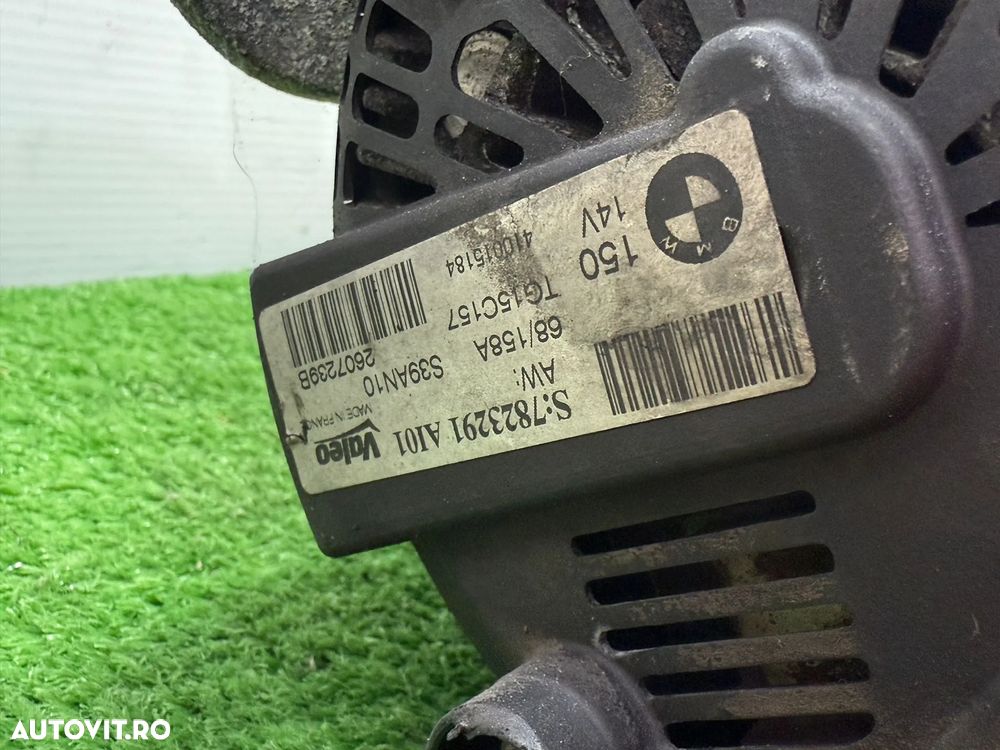 Valeo
MADE IN FRANCE
S:7823291 AI01
AW:
S39AN10
68/158A
2607239B
TG15C157
150
410015184
14V
BMW
AUTOVIT.RO